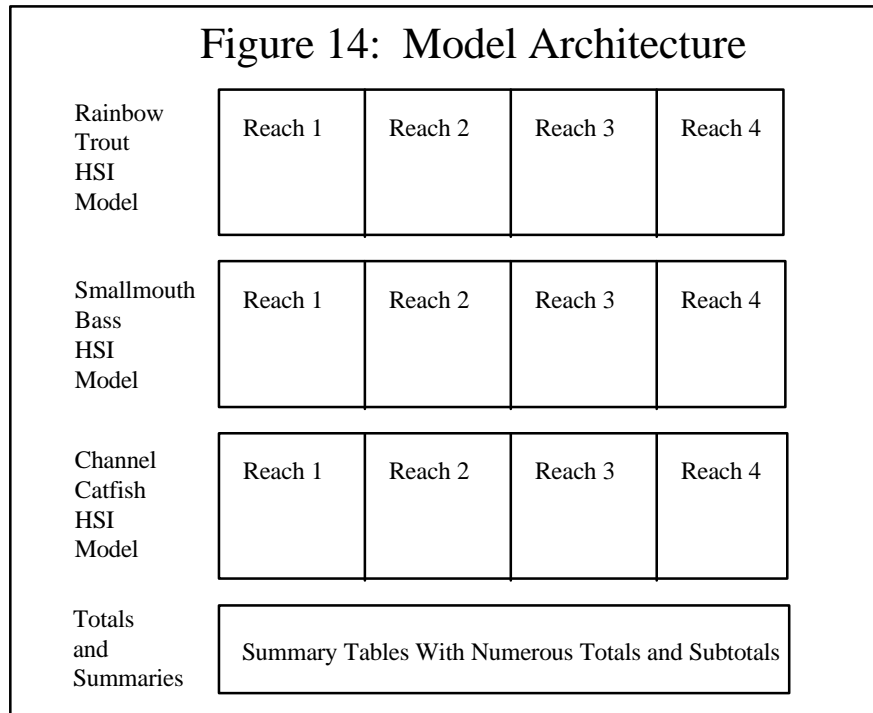 Figure 14: Model Architecture
Rainbow
Trout
HSI
Model
Reach 1
Reach 2
Reach 3
Reach 4
Smallmouth
Bass
HSI
Model
Reach 1
Reach 2
Reach 3
Reach 4
Channel
Catfish
HSI
Model
Reach 1
Reach 2
Reach 3
Reach 4
Totals
and
Summaries
Summary Tables With Numerous Totals and Subtotals